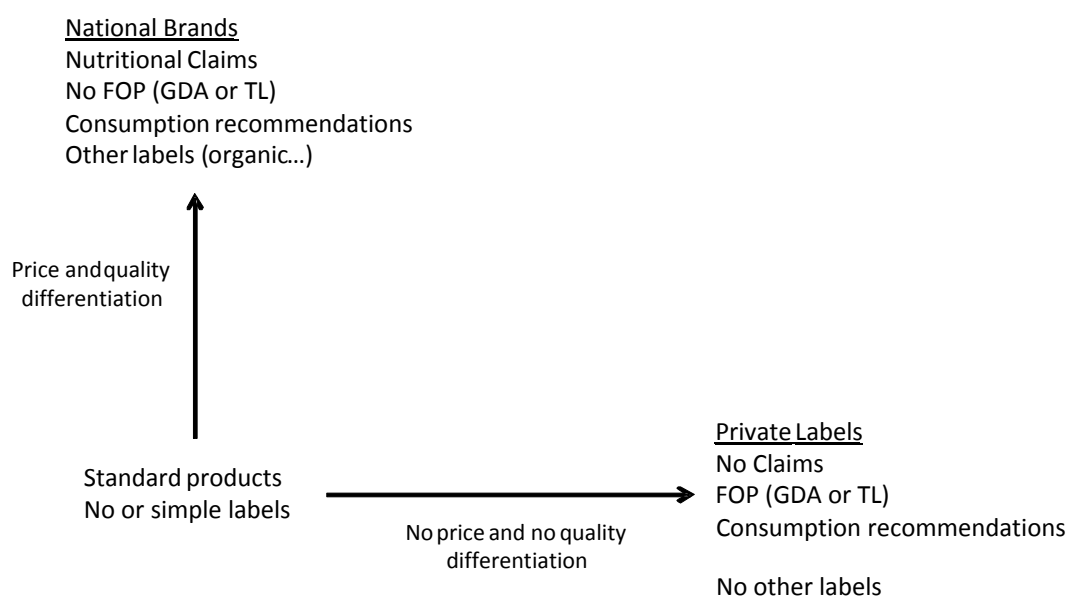 National Brands
Nutritional Claims
No FOP (GDA or TL)
Consumption recommendations
Other labels (organic...)
Price and quality
differentiation
Standard products
No or simple labels
No price and no quality
differentiation
Private Labels
No Claims
FOP (GDA or TL)
Consumption recommendations
No other labels